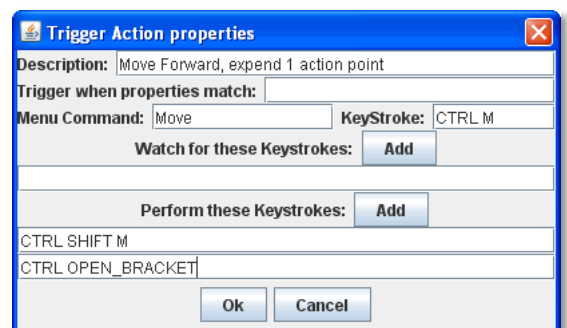 Trigger Action properties
Description: Move Forward, expend 1 action point
Trigger when properties match:
Menu Command: Move KeyStroke: CTRL M
Watch for these Keystrokes: Add
Perform these Keystrokes: Add
CTRL SHIFT M
CTRL OPEN_BRACKET
Ok Cancel